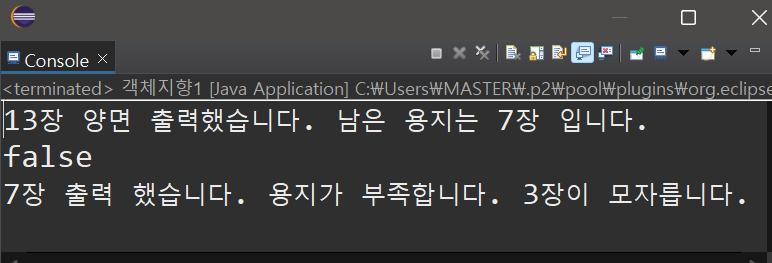 Console
<terminated> 객체지향1 [Java Application] C:₩Users₩MASTER₩.p2₩pool₩plugins₩org.eclipse
13장 양면 출력했습니다. 남은 용지는 7장 입니다.
false
7장 출력 했습니다. 용지가 부족합니다. 3장이 모자릅니다.